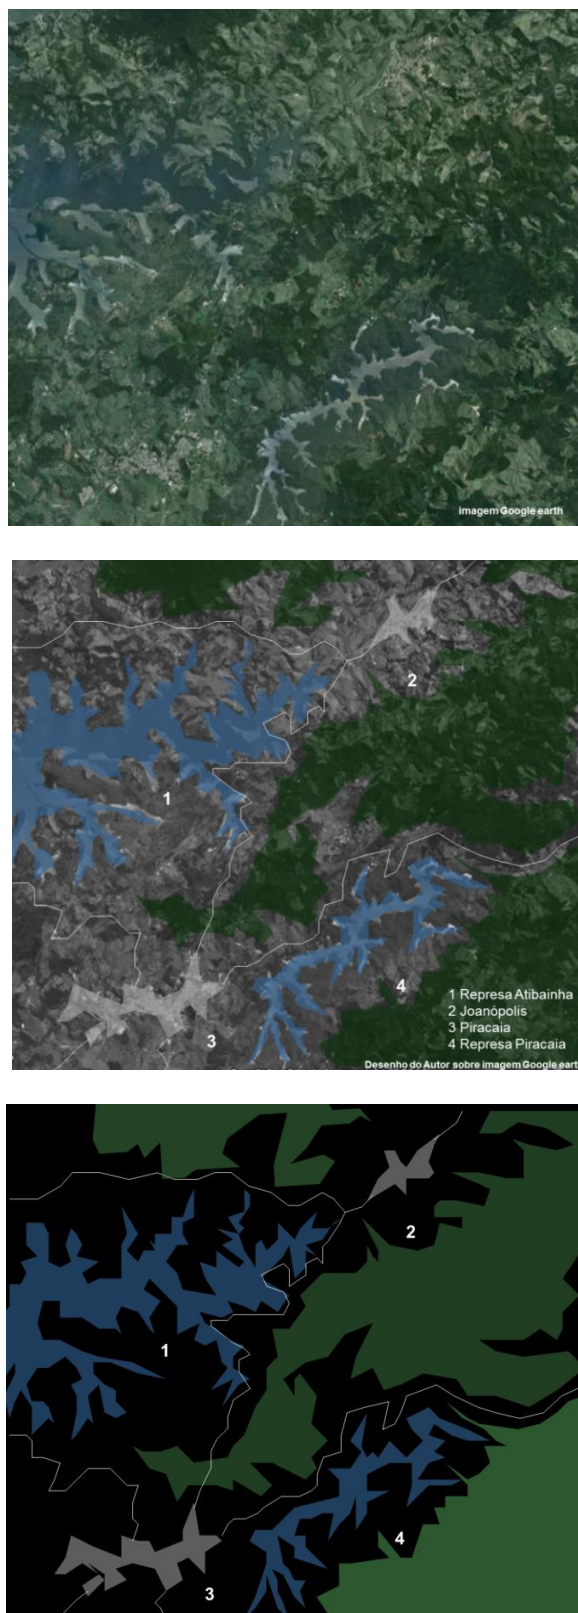 imagem Google earth
2
1
4
3
1 Represa Atibainha
2 Joanópolis
3 Piracaia
4 Represa Piracaia
Desenho do Autor sobre imagem Google eart
2
1
4
3